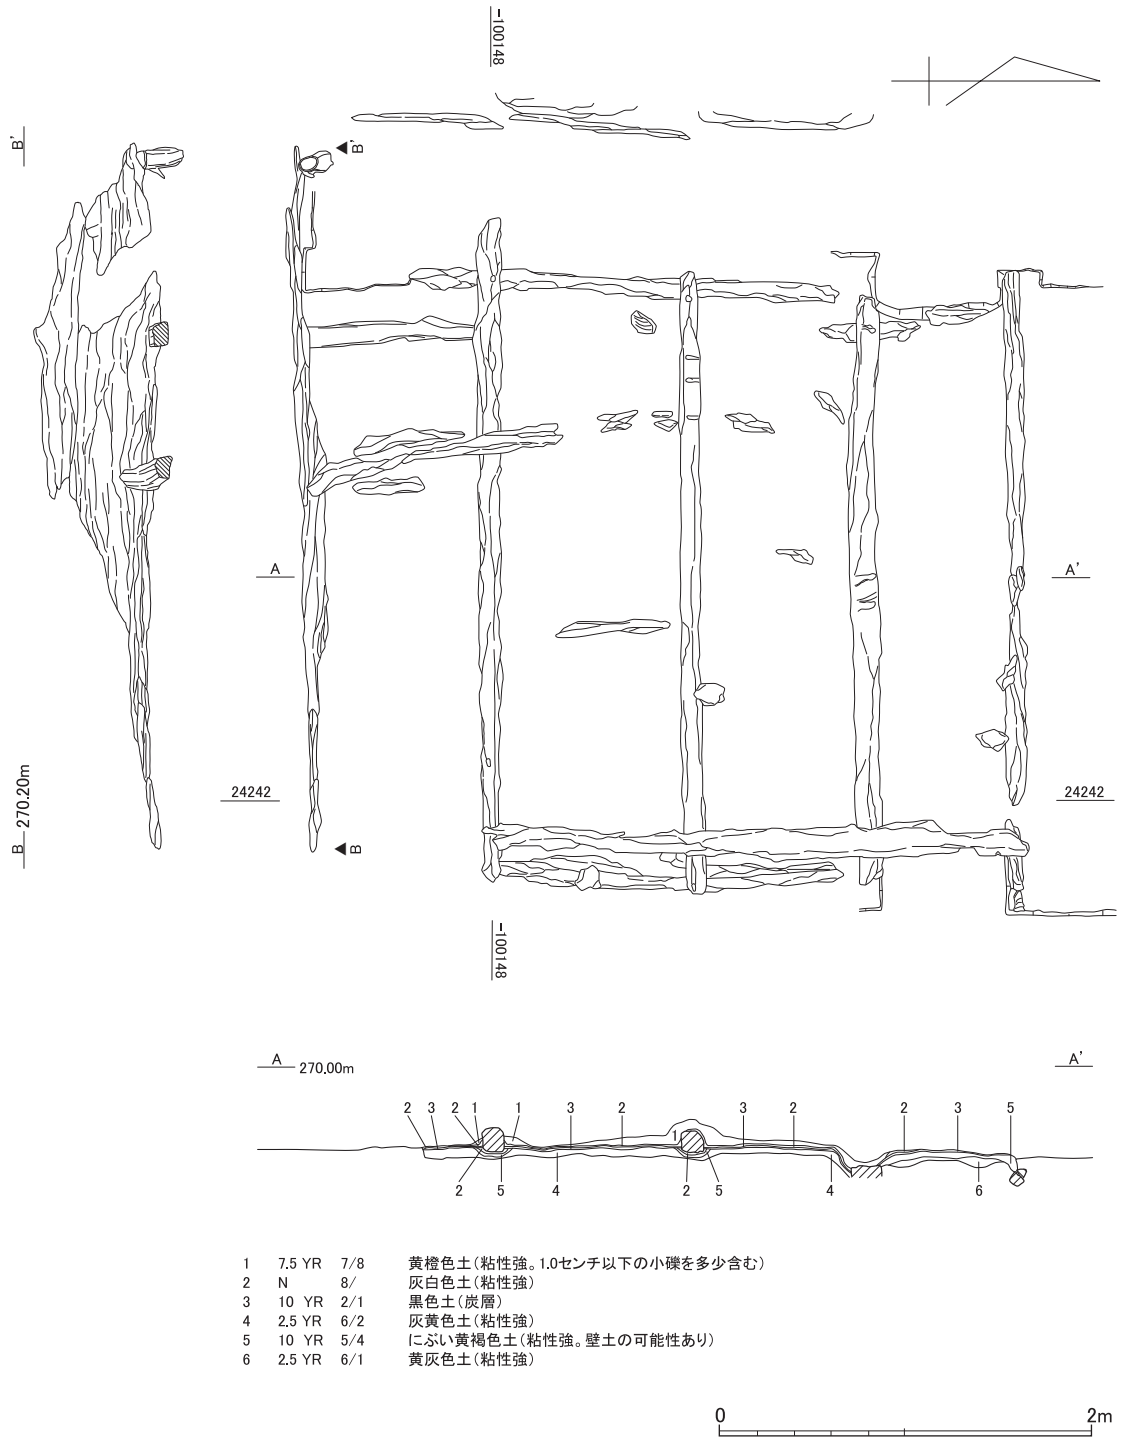 -100148
B'
B'
A
A'
B 270.20m
24242
24242
B
-100148
A 270.00m
A'
2 3 2 1 1 3 2 3 2 2 3 5
1
2 5 4 2 5 4 6
1 7.5 YR 7/8 黄橙色土(粘性強。1.0センチ以下の小礫を多少含む)
2 N 8/ 灰白色土(粘性強)
3 10 YR 2/1 黒色土(炭層)
4 2.5 YR 6/2 灰黄色土(粘性強)
5 10 YR 5/4 にぶい黄褐色土(粘性強。壁土の可能性あり)
6 2.5 YR 6/1 黄灰色土(粘性強)
0 2m